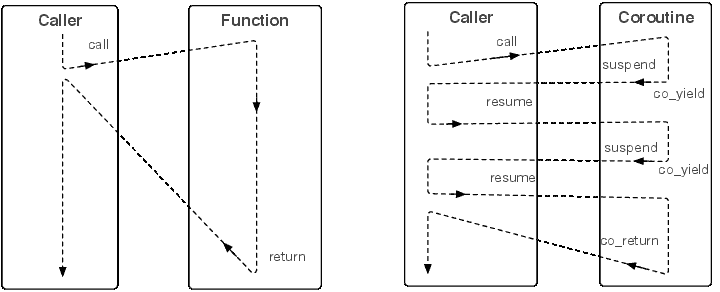 Caller
Function
call
return
Caller
Coroutine
call
suspend
co_yield
resume
suspend
co_yield
resume
co_return